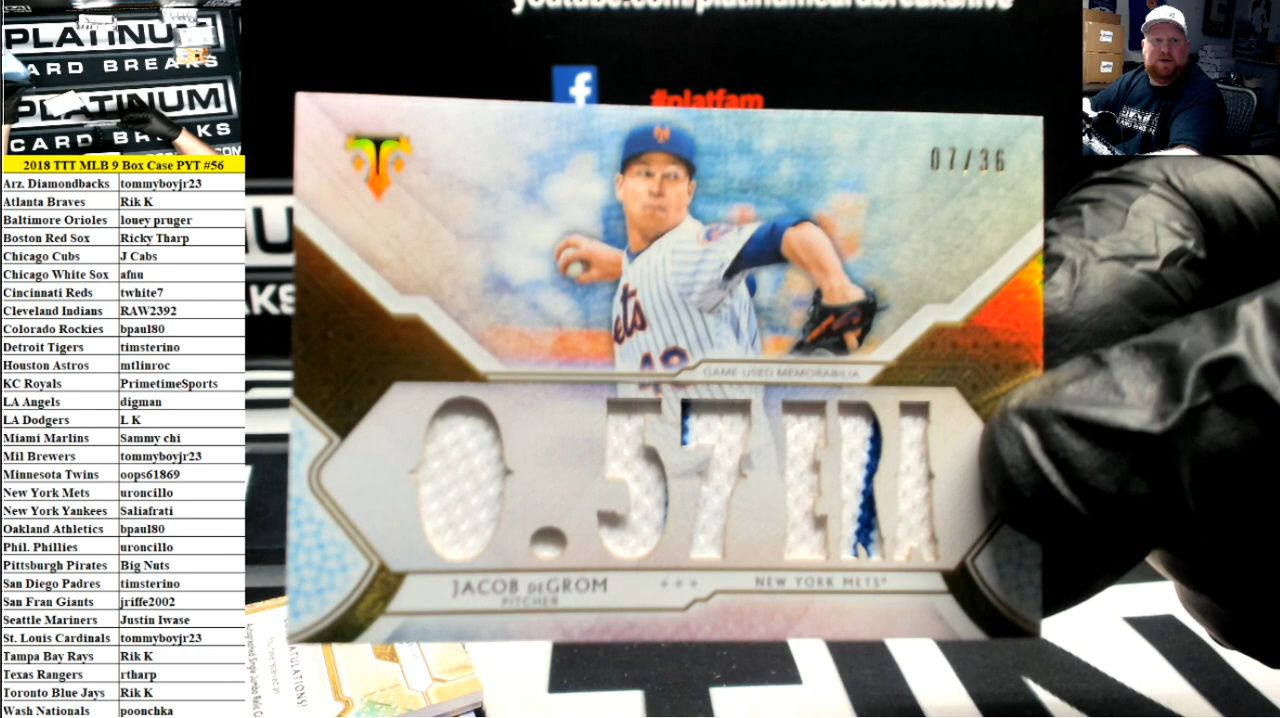 youtube.com/platinumcardbreakslive
PLATINUM
CARD BREAKS
PLATINUM
CARD BREAKS
#platfam
2018 TTT MLB 9 Box Case PYT #56
Arz. Diamondbacks tommyboyjr23
Atlanta Braves Rik K
Baltimore Orioles louey pruger
Boston Red Sox Ricky Tharp
Chicago Cubs J Cabs
Chicago White Sox afnu
Cincinnati Reds twhite7
Cleveland Indians RAW2392
Colorado Rockies bpaul80
Detroit Tigers timsterino
Houston Astros mtlinroc
KC Royals PrimetimeSports
LA Angels digman
LA Dodgers L K
Miami Marlins Sammy chi
Mil Brewers tommyboyjr23
Minnesota Twins oops61869
New York Mets uroncillo
New York Yankees Saliafrati
Oakland Athletics bpaul80
Phil. Phillies uroncillo
Pittsburgh Pirates Big Nuts
San Diego Padres timsterino
San Fran Giants jriffe2002
Seattle Mariners Justin Iwase
St. Louis Cardinals tommyboyjr23
Tampa Bay Rays Rik K
Texas Rangers rtharp
Toronto Blue Jays Rik K
Wash Nationals poonchka
07/36
ets
48
GAME-USED MEMORABILIA
0.57 ERA
JACOB DEGROM NEW YORK METS
PITCHER
TIN